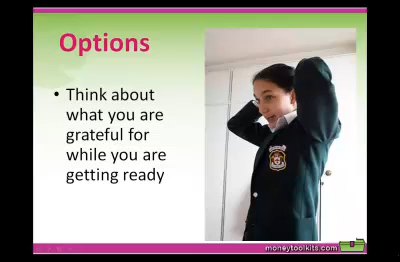 Options
• Think about
what you are
grateful for
while you are
getting ready
moneytoolkits.com